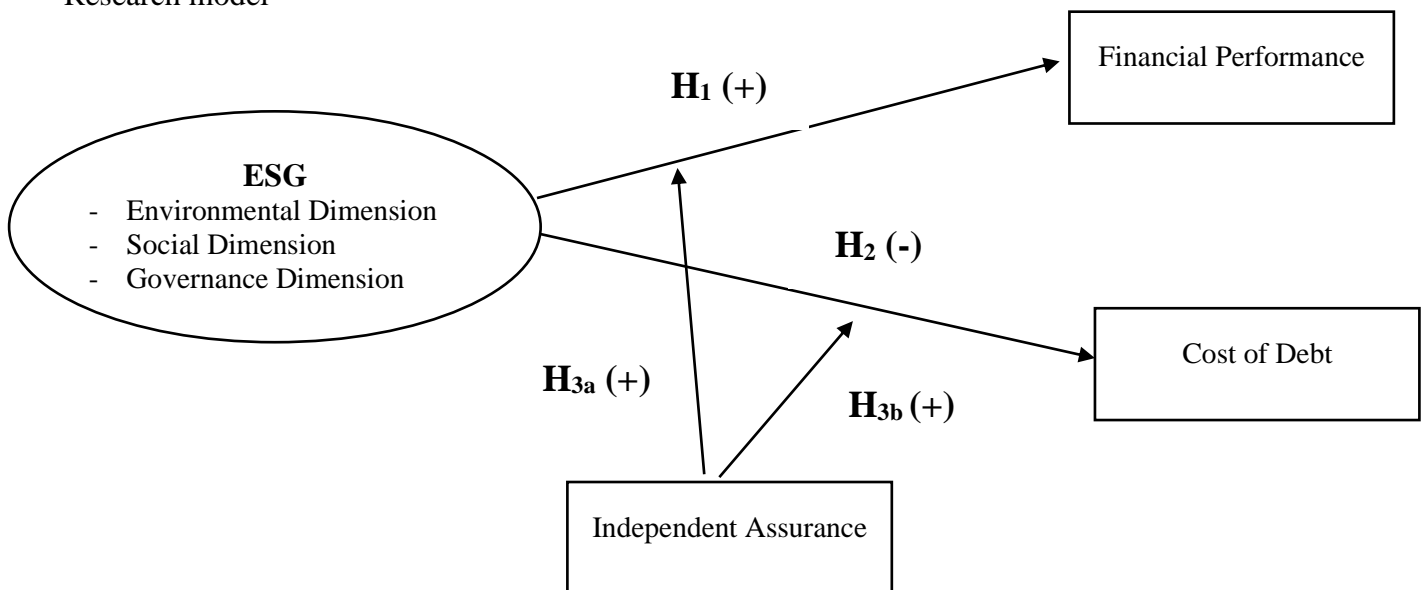 Research model
Financial Performance
H1 (+)
ESG
- Environmental Dimension
- Social Dimension
- Governance Dimension
H2 (-)
Cost of Debt
H3a (+)
H3b (+)
Independent Assurance